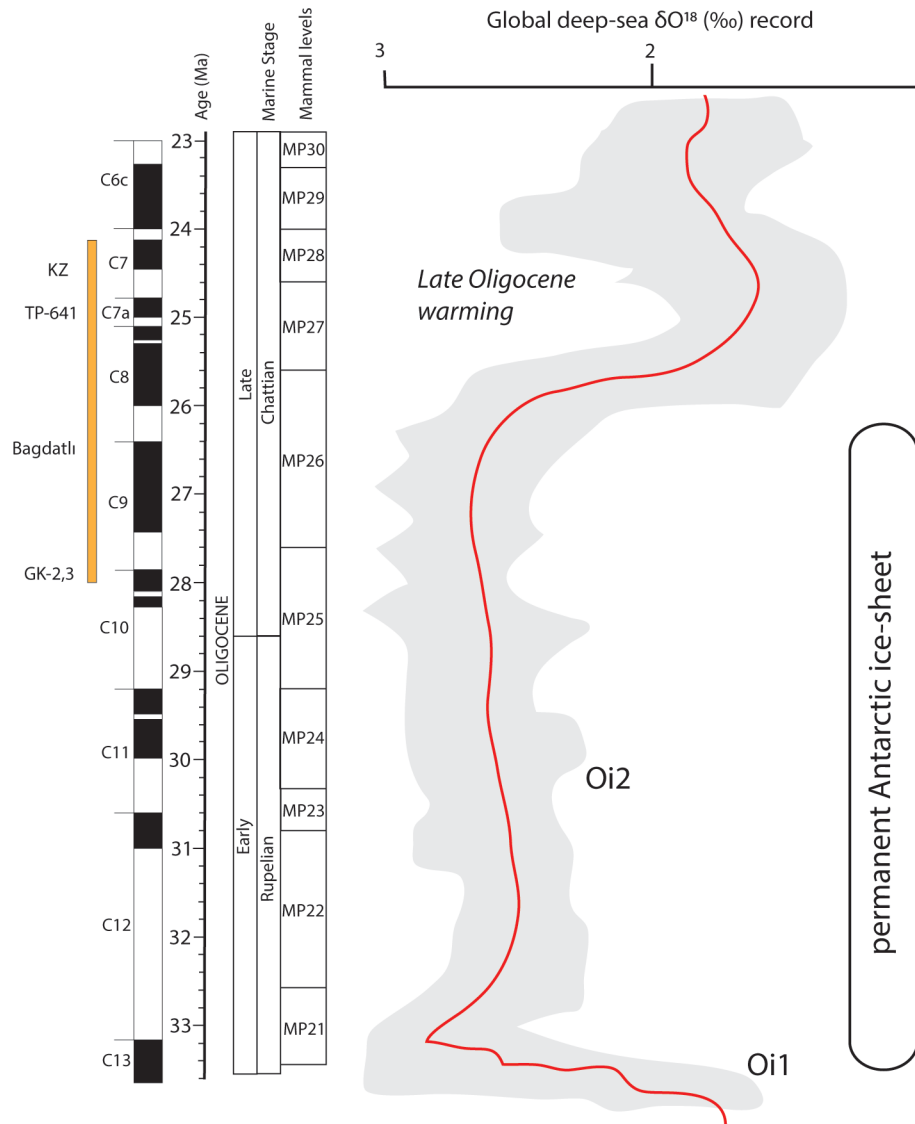 Global deep-sea δO¹⁸ (‰) record
3
2
Age (Ma)
Marine Stage
Mammal levels
23
24
25
26
27
28
29
30
31
32
33
C6c
C7
C7a
C8
C9
C10
C11
C12
C13
KZ
TP-641
Bagdatlı
GK-2,3
OLIGOCENE
Late
Early
Chattian
Rupelian
MP30
MP29
MP28
MP27
MP26
MP25
MP24
MP23
MP22
MP21
Late Oligocene
warming
Oi2
Oi1
permanent Antarctic ice-sheet